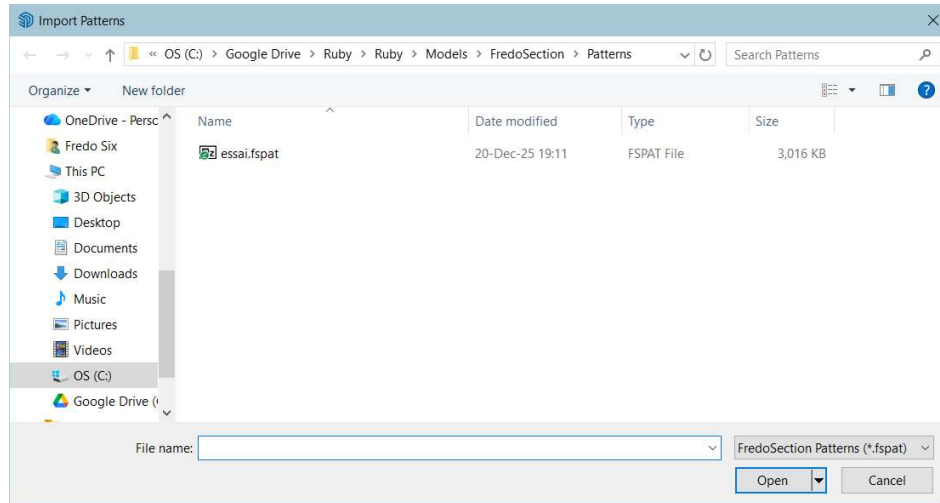 Import Patterns
« OS (C:) > Google Drive > Ruby > Ruby > Models > FredoSection > Patterns
Search Patterns
Organize New folder
Name Date modified Type Size
essai.fspat 20-Dec-25 19:11 FSPAT File 3,016 KB
OneDrive - Persc
Fredo Six
This PC
3D Objects
Desktop
Documents
Downloads
Music
Pictures
Videos
OS (C:)
Google Drive (
File name:
FredoSection Patterns (*.fspat)
Open Cancel